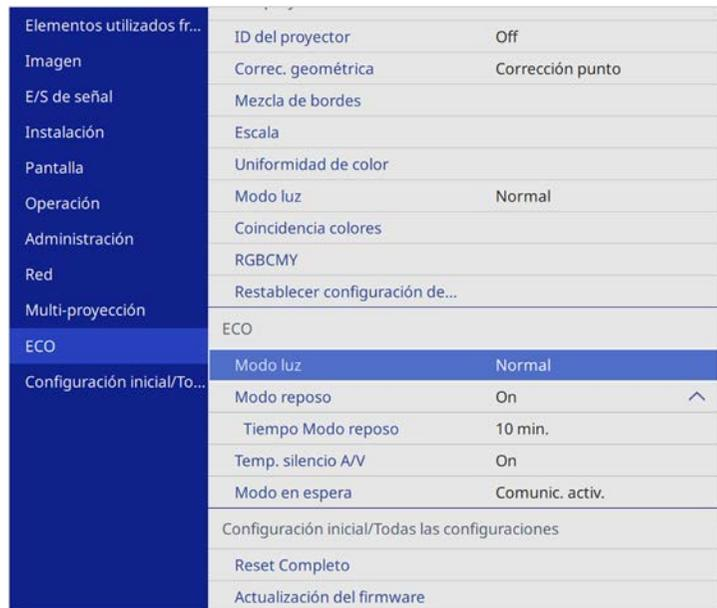 Elementos utilizados fr...
Imagen
E/S de señal
Instalación
Pantalla
Operación
Administración
Red
Multi-proyección
ECO
Configuración inicial/To...
ID del proyector Off
Correc. geométrica Corrección punto
Mezcla de bordes
Escala
Uniformidad de color
Modo luz Normal
Coincidencia colores
RGBCMY
Restablecer configuración de...
ECO
Modo luz Normal
Modo reposo On
Tiempo Modo reposo 10 min.
Temp. silencio A/V On
Modo en espera Comunic. activ.
Configuración inicial/Todas las configuraciones
Reset Completo
Actualización del firmware